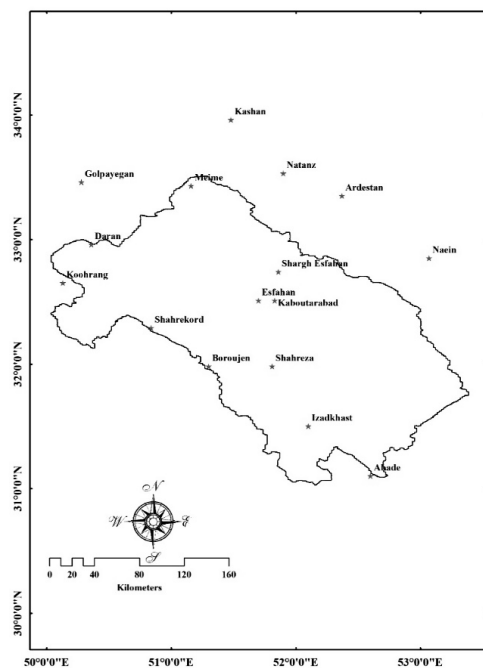 34°0'0"N
33°0'0"N
32°0'0"N
31°0'0"N
30°0'0"N
Kashan
Natanz
Golpayegan
Meime
Ardestan
Daran
Naein
Shargh Esfahan
Koohrang
Esfahan
Kaboutarabad
Shahrekord
Boroujen
Shahreza
Izadkhast
Abade
N
W
E
S
0 20 40 80 120 160
Kilometers
50°0'0"E 51°0'0"E 52°0'0"E 53°0'0"E